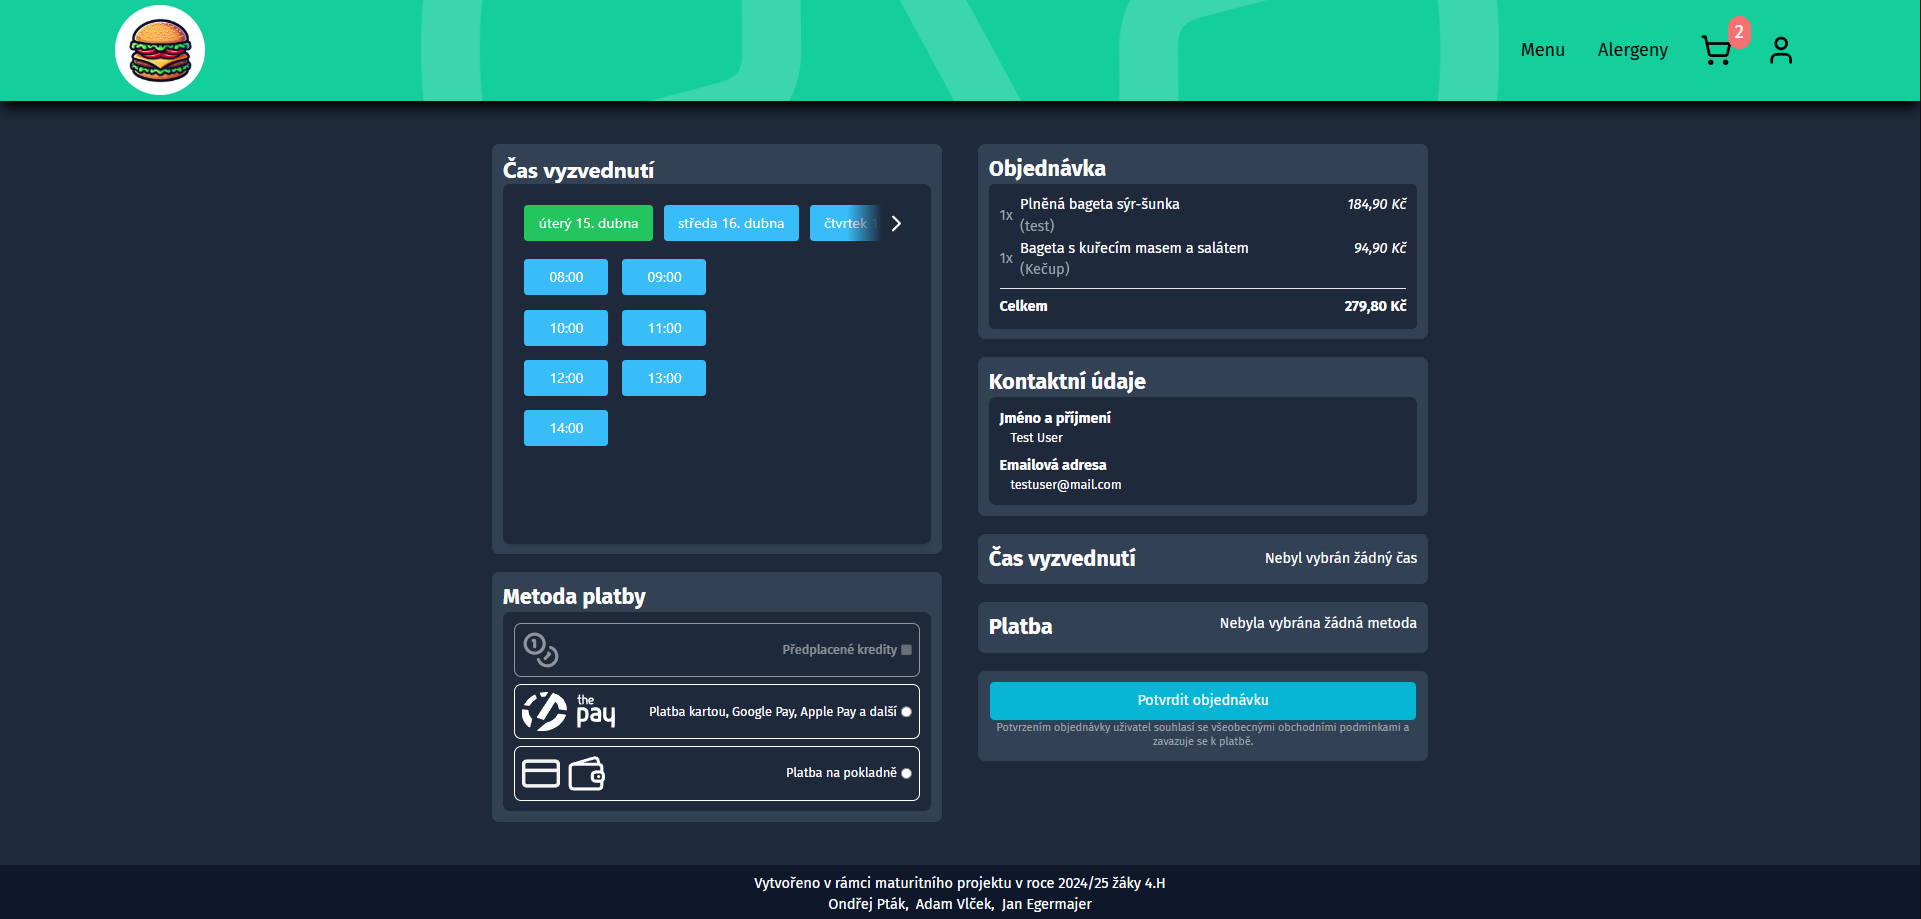 Menu
Alergeny
2
Čas vyzvednutí
úterý 15. dubna
středa 16. dubna
čtvrtek 1
08:00
09:00
10:00
11:00
12:00
13:00
14:00
Metoda platby
Předplacené kredity
the pay
Platba kartou, Google Pay, Apple Pay a další
Platba na pokladně
Objednávka
1x Plněná bageta sýr-šunka 184,90 Kč
(test)
1x Bageta s kuřecím masem a salátem 94,90 Kč
(Kečup)
Celkem 279,80 Kč
Kontaktní údaje
Jméno a příjmení
Test User
Emailová adresa
testuser@mail.com
Čas vyzvednutí Nebyl vybrán žádný čas
Platba Nebyla vybrána žádná metoda
Potvrdit objednávku
Potvrzením objednávky uživatel souhlasí se všeobecnými obchodními podmínkami a
zavazuje se k platbě.
Vytvořeno v rámci maturitního projektu v roce 2024/25 žáky 4.H
Ondřej Pták, Adam Vlček, Jan Egermajer